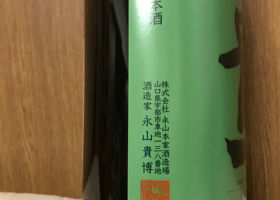 本酒
株式会社 永山本家酒造場
山口県宇部市車地一三八番地
酒造家 永山貴博